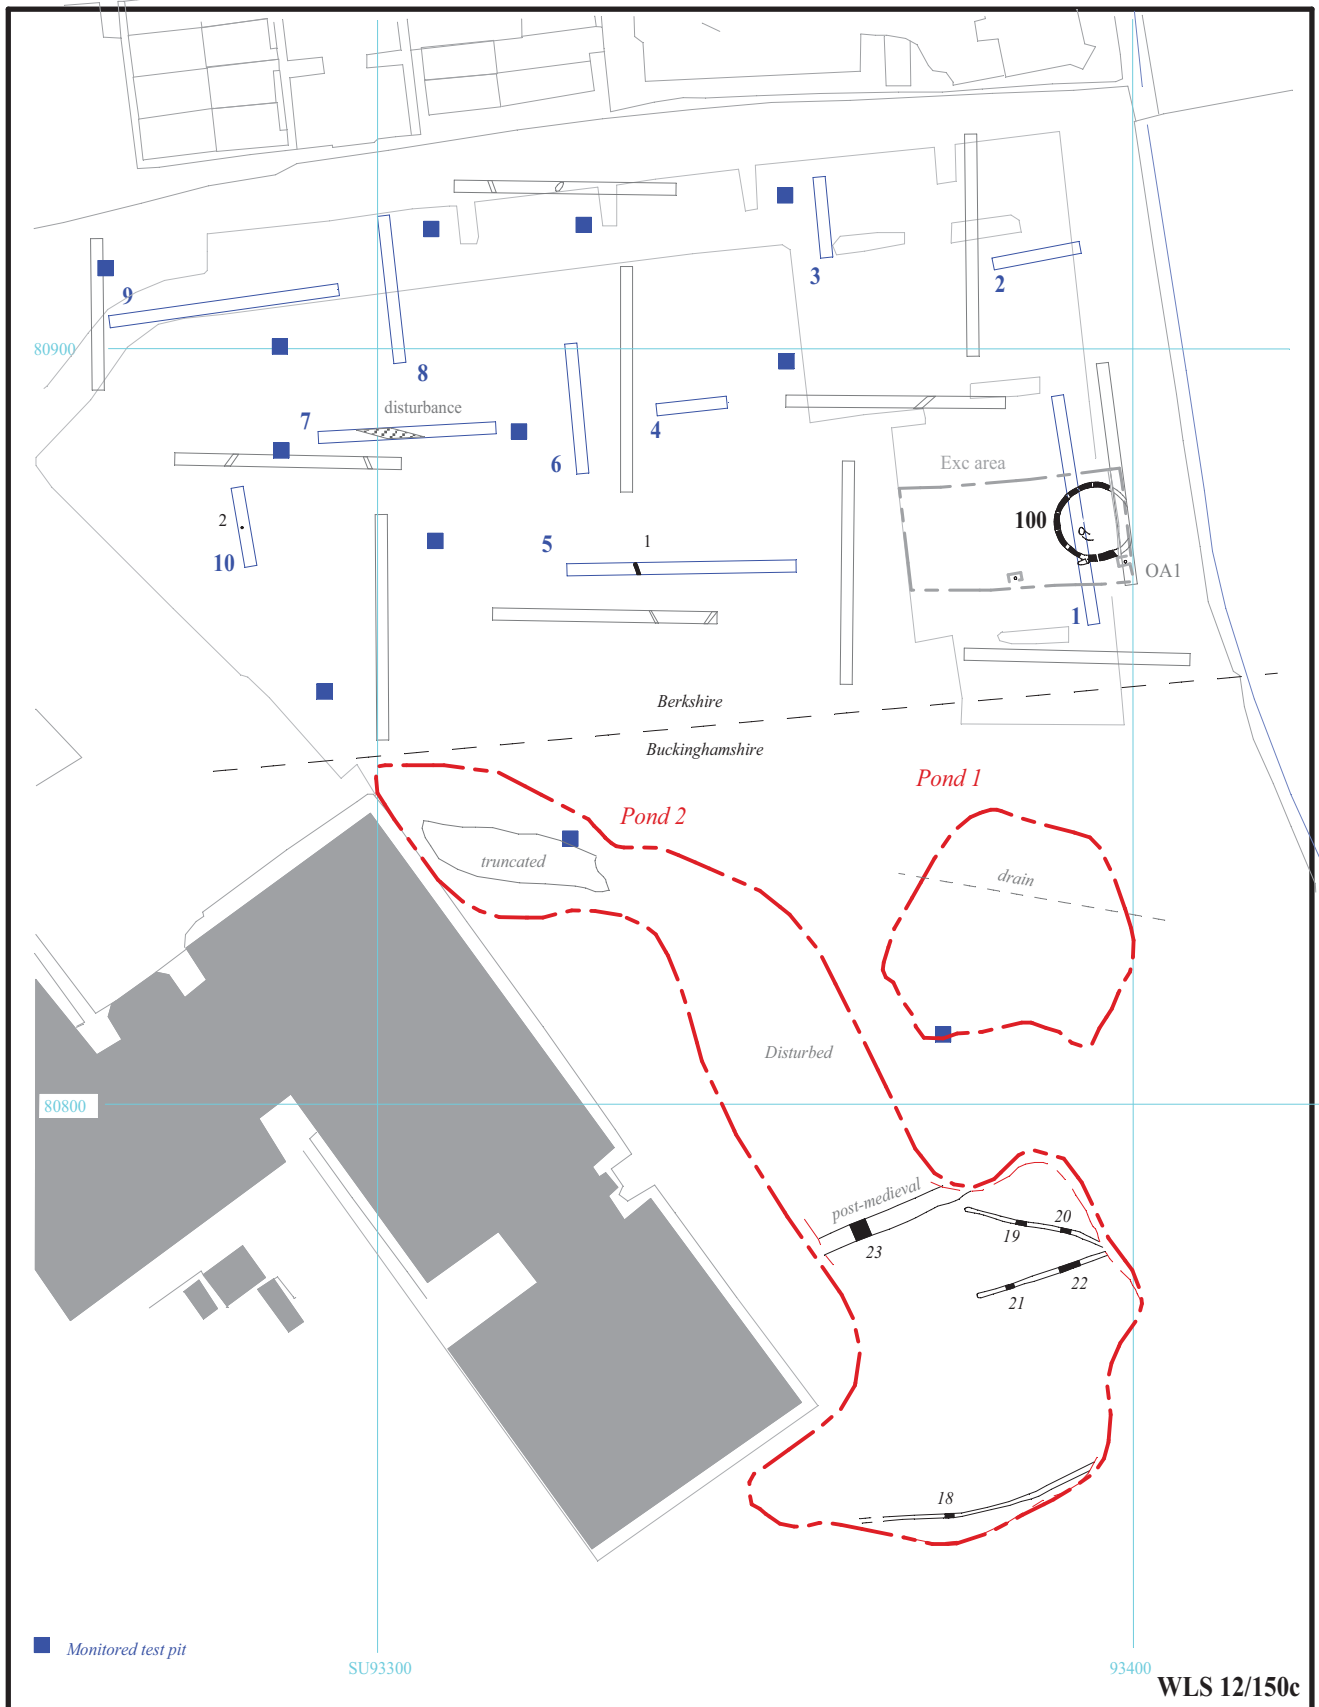 3
2
9
80900
8
disturbance
7
4
6
Exc area
2
100
10
5
1
OA1
1
Berkshire
Buckinghamshire
Pond 1
Pond 2
truncated
drain
Disturbed
80800
post-medieval
20
19
23
22
21
18
Monitored test pit
SU93300
93400
WLS 12/150c